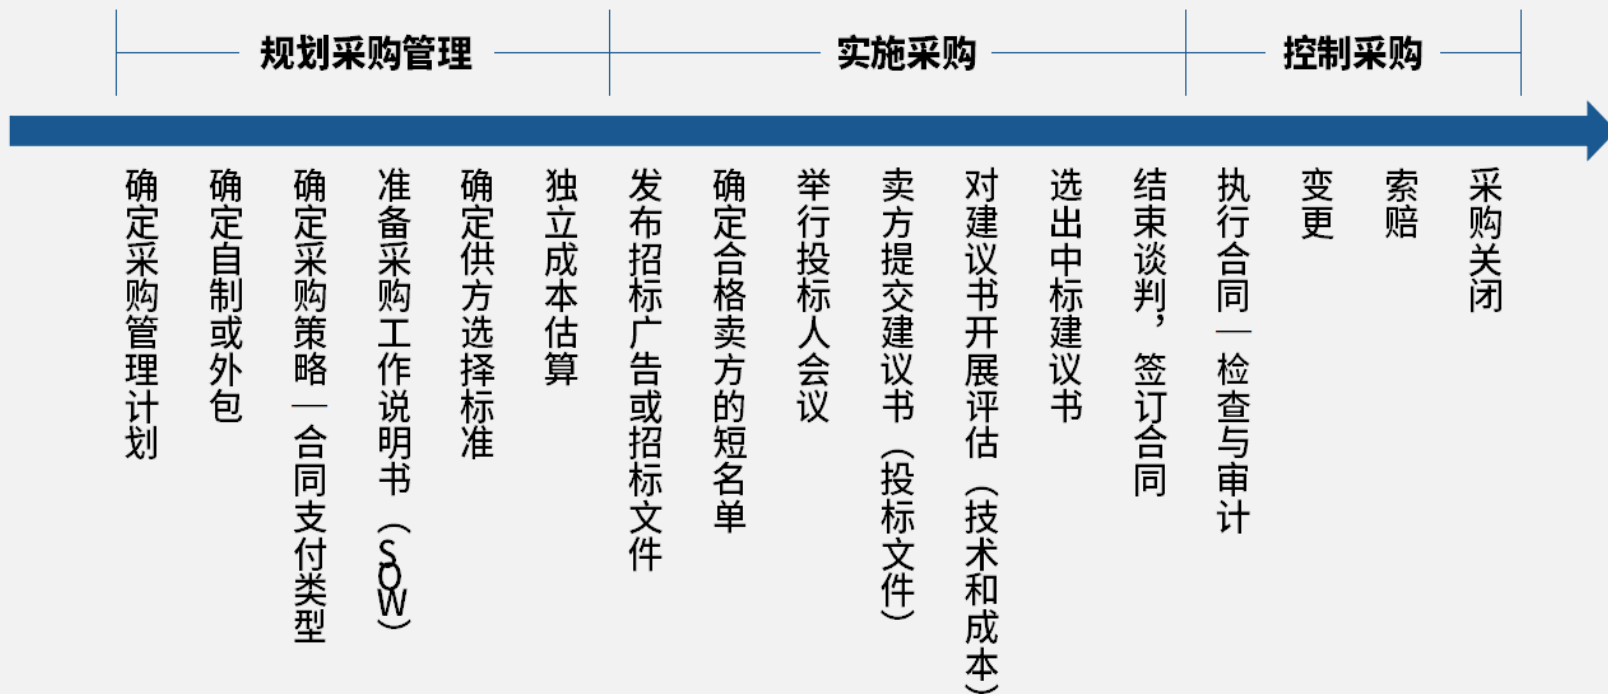 规划采购管理
实施采购
控制采购
确定采购管理计划
确定自制或外包
确定采购策略—合同支付类型
准备采购工作说明书（SOW）
确定供方选择标准
独立成本估算
发布招标广告或招标文件
确定合格卖方的短名单
举行投标人会议
卖方提交建议书（投标文件）
对建议书开展评估（技术和成本）
选出中标建议书
结束谈判，签订合同
执行合同—检查与审计
变更
索赔
采购关闭